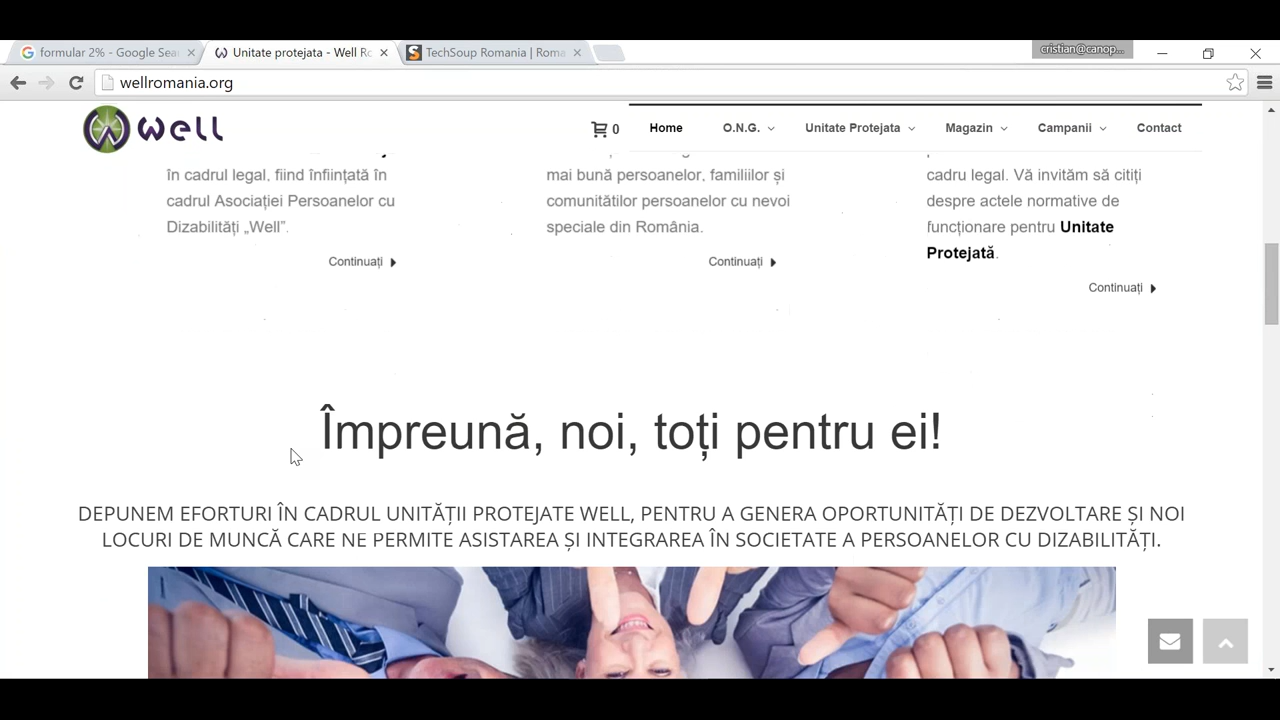 formular 2% - Google Sea
Unitate protejata - Well Ro
TechSoup Romania | Roma
cristian@canop...
wellromania.org
well
0
Home
O.N.G.
Unitate Protejata
Magazin
Campanii
Contact
în cadrul legal, fiind înființată în
cadrul Asociației Persoanelor cu
Dizabilități „Well”.
Continuați
mai bună persoanelor, familiilor și
comunităților persoanelor cu nevoi
speciale din România.
Continuați
cadru legal. Vă invităm să citiți
despre actele normative de
funcționare pentru Unitate
Protejată.
Continuați
Împreună, noi, toți pentru ei!
DEPUNEM EFORTURI ÎN CADRUL UNITĂȚII PROTEJATE WELL, PENTRU A GENERA OPORTUNITĂȚI DE DEZVOLTARE ȘI NOI
LOCURI DE MUNCĂ CARE NE PERMITE ASISTAREA ȘI INTEGRAREA ÎN SOCIETATE A PERSOANELOR CU DIZABILITĂȚI.